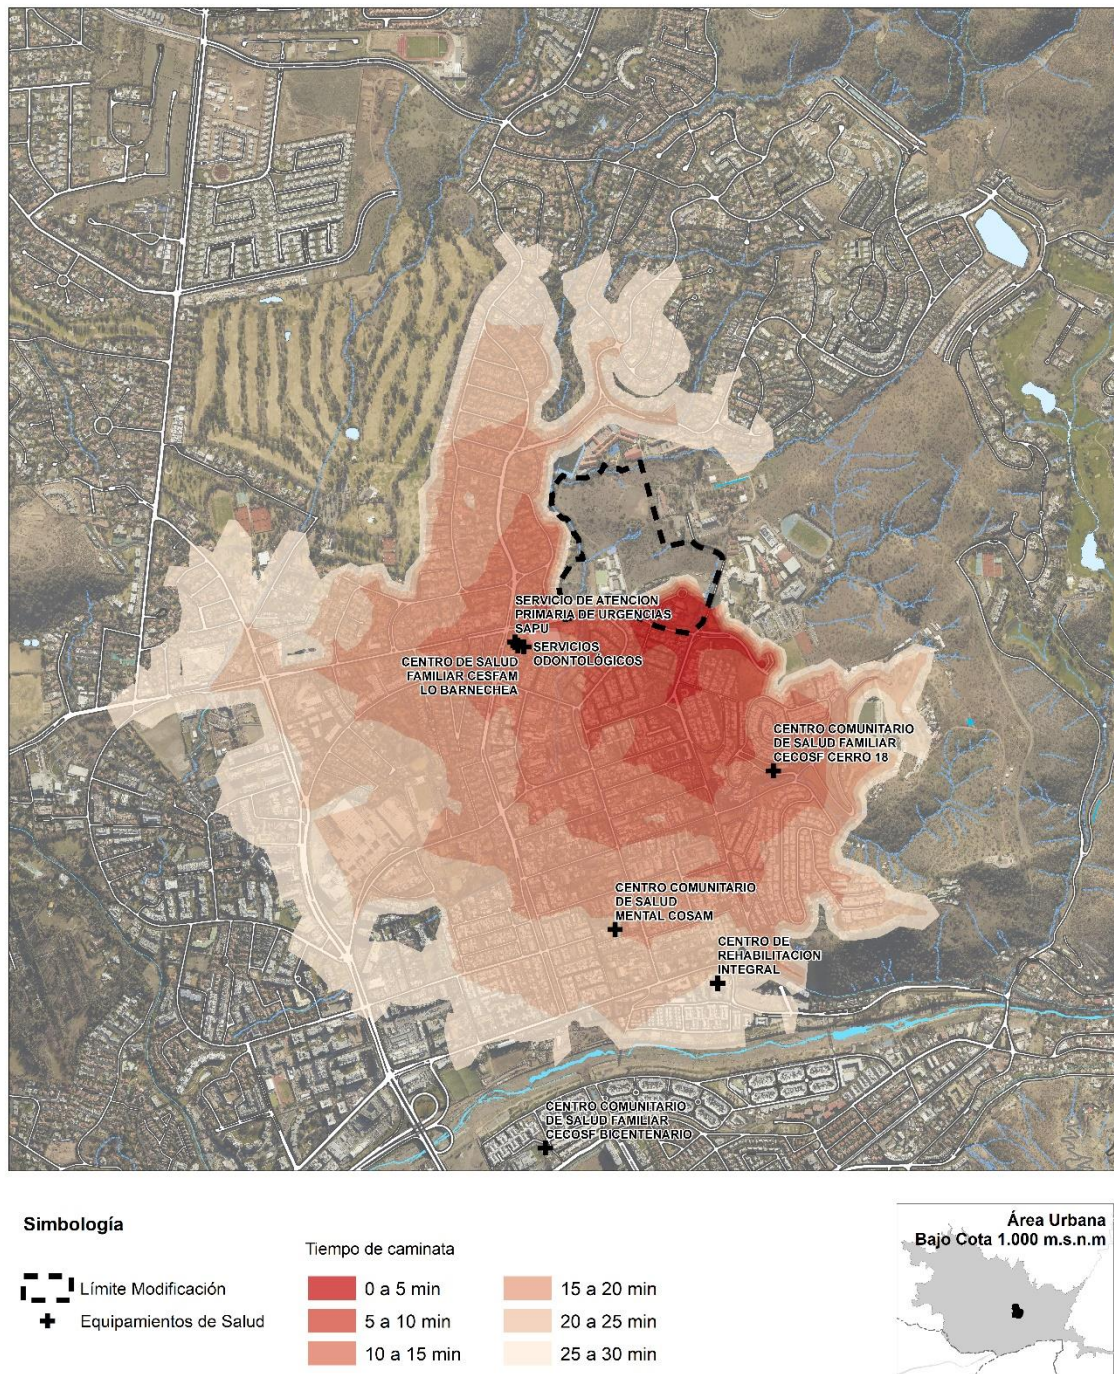 SERVICIO DE ATENCION
PRIMARIA DE URGENCIAS
SAPU
SERVICIOS
ODONTOLÓGICOS
CENTRO DE SALUD
FAMILIAR CESFAM
LO BARNECHEA
CENTRO COMUNITARIO
DE SALUD FAMILIAR
CECOSF CERRO 18
CENTRO COMUNITARIO
DE SALUD
MENTAL COSAM
CENTRO DE
REHABILITACION
INTEGRAL
CENTRO COMUNITARIO
DE SALUD FAMILIAR
CECOSF BICENTENARIO
Simbología
Límite Modificación
Equipamientos de Salud
Tiempo de caminata
0 a 5 min
5 a 10 min
10 a 15 min
15 a 20 min
20 a 25 min
25 a 30 min
Área Urbana
Bajo Cota 1.000 m.s.n.m